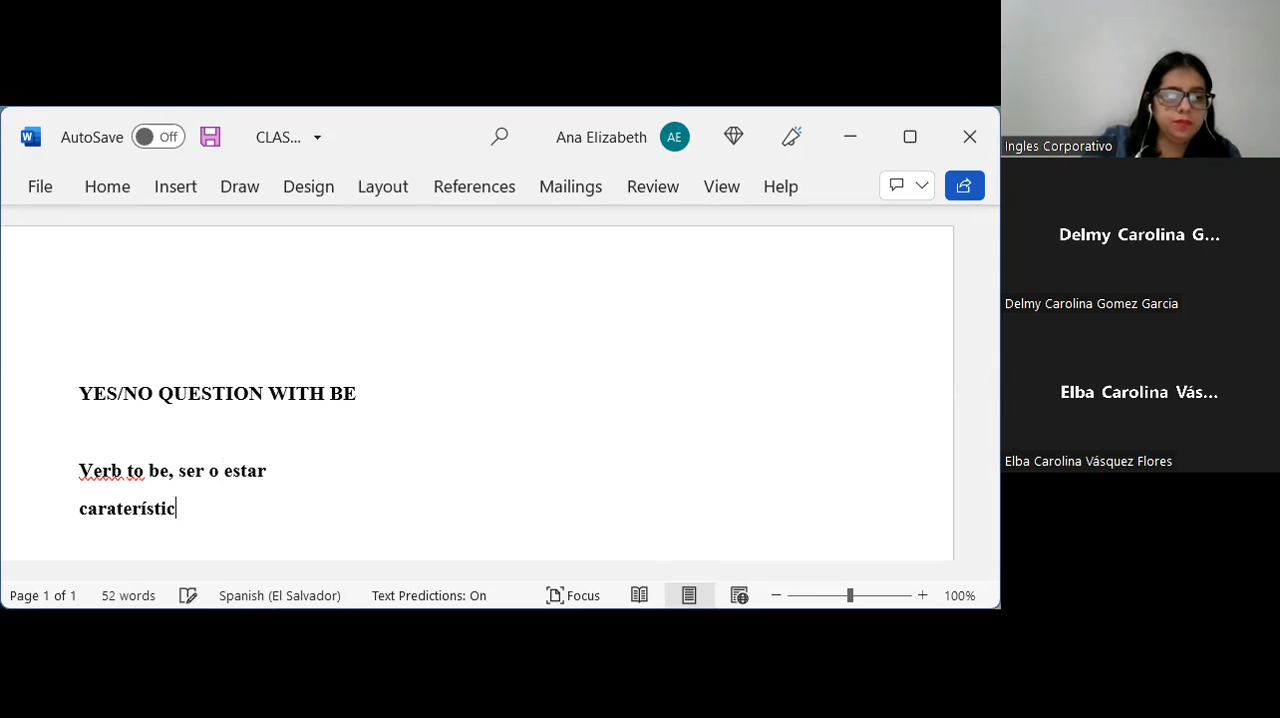 AutoSave Off CLAS... Ana Elizabeth AE
File Home Insert Draw Design Layout References Mailings Review View Help
YES/NO QUESTION WITH BE
Verb to be, ser o estar
caraterístic
Page 1 of 1 52 words Spanish (El Salvador) Text Predictions: On Focus 100%
Ingles Corporativo
Delmy Carolina G...
Delmy Carolina Gomez Garcia
Elba Carolina Vás...
Elba Carolina Vásquez Flores